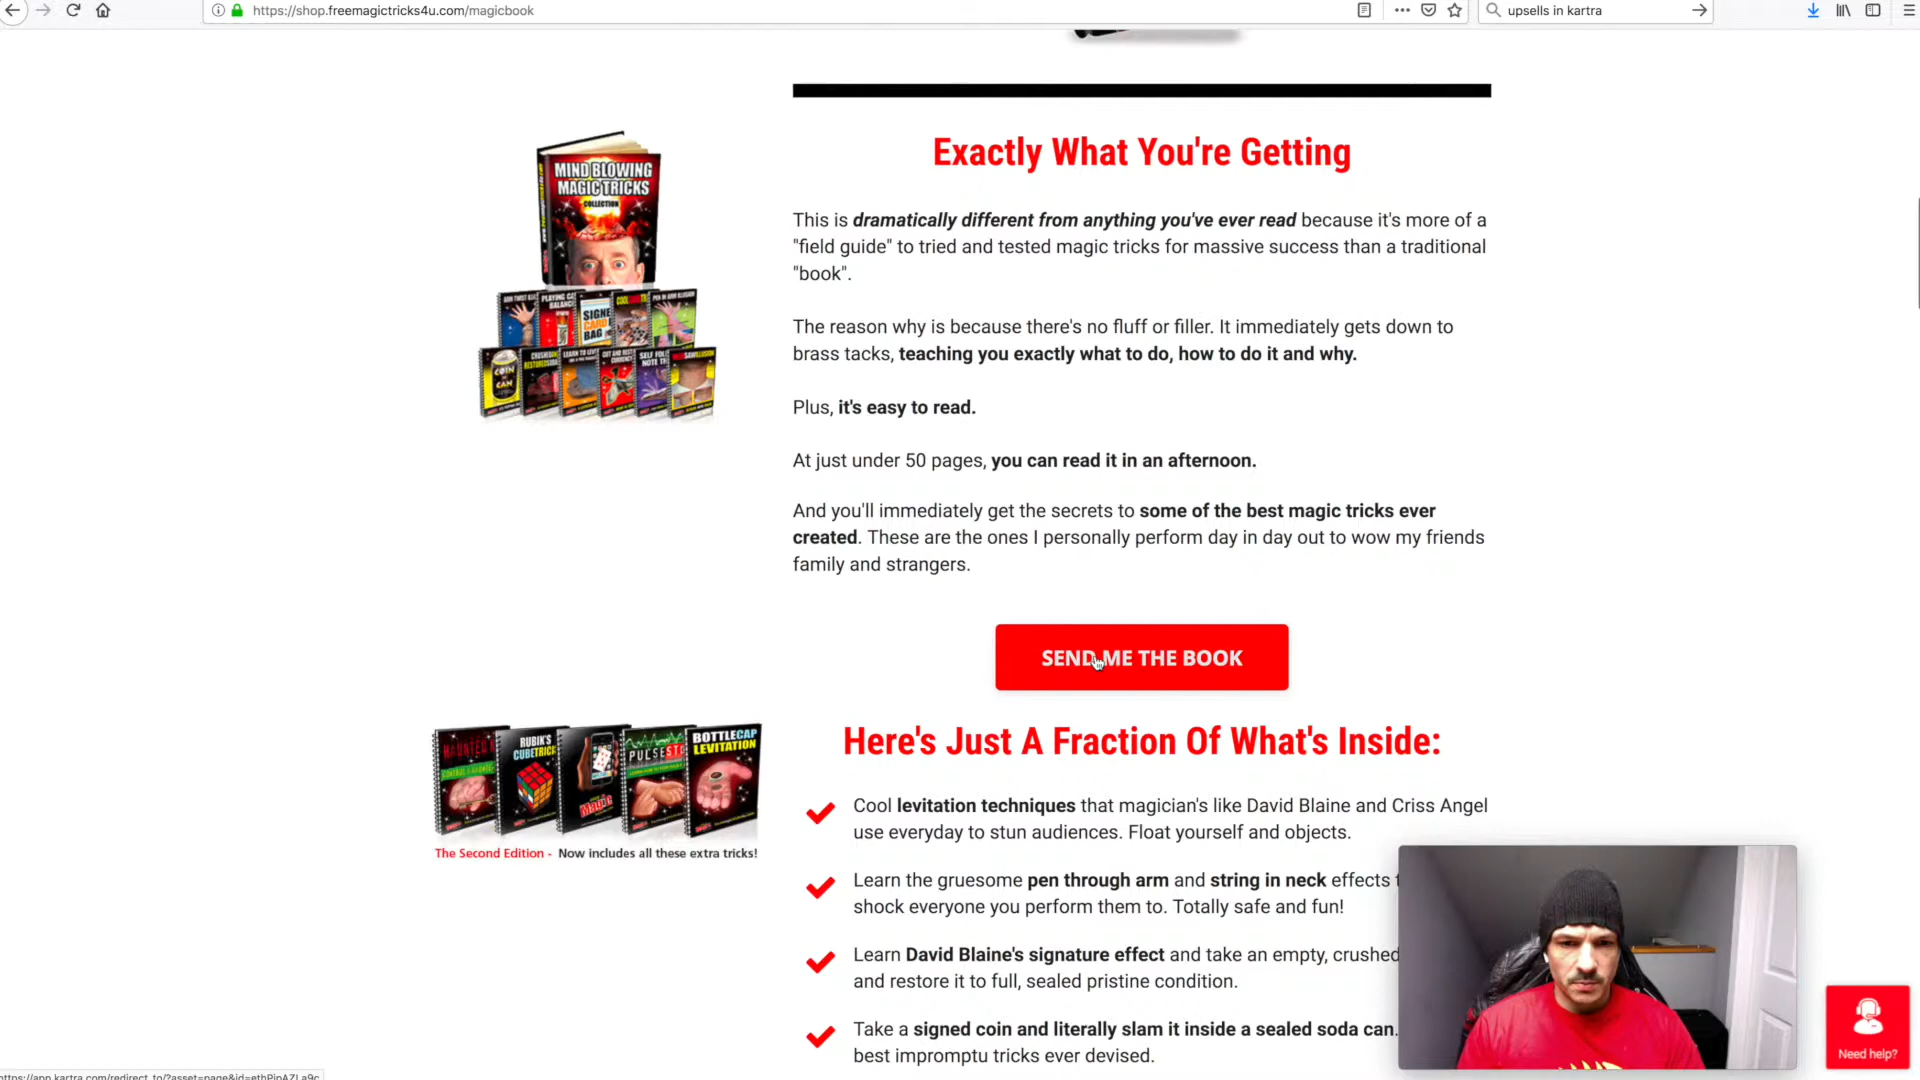 https://shop.freemagictricks4u.com/magicbook
upsells in kartra
MIND BLOWING
MAGIC TRICKS
COLLECTION
Exactly What You're Getting
This is dramatically different from anything you've ever read because it's more of a
"field guide" to tried and tested magic tricks for massive success than a traditional
"book".
The reason why is because there's no fluff or filler. It immediately gets down to
brass tacks, teaching you exactly what to do, how to do it and why.
Plus, it's easy to read.
At just under 50 pages, you can read it in an afternoon.
And you'll immediately get the secrets to some of the best magic tricks ever
created. These are the ones I personally perform day in day out to wow my friends
family and strangers.
SEND ME THE BOOK
RUBIK'S
BOTTLECAP
LEVITATION
The Second Edition - Now includes all these extra tricks!
Here's Just A Fraction Of What's Inside:
Cool levitation techniques that magician's like David Blaine and Criss Angel
use everyday to stun audiences. Float yourself and objects.
Learn the gruesome pen through arm and string in neck effects
shock everyone you perform them to. Totally safe and fun!
Learn David Blaine's signature effect and take an empty, crushed
and restore it to full, sealed pristine condition.
Take a signed coin and literally slam it inside a sealed soda can.
best impromptu tricks ever devised.
Need help?